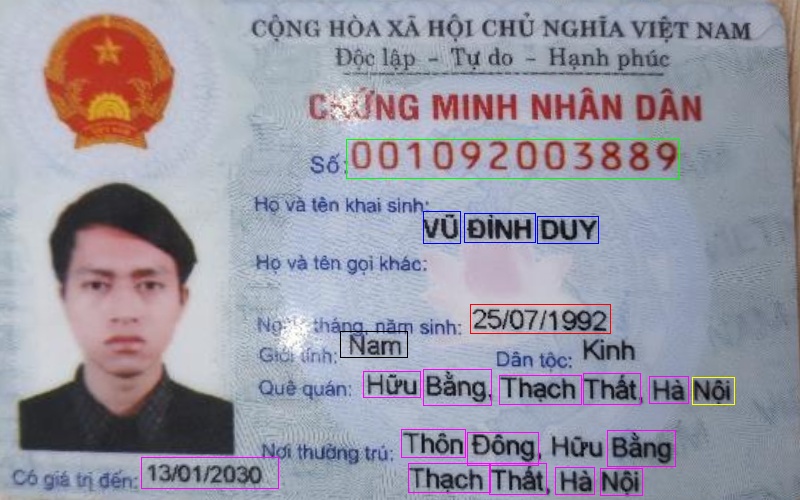 CỘNG HÒA XÃ HỘI CHỦ NGHĨA VIỆT NAM
Độc lập - Tự do - Hạnh phúc
CHỨNG MINH NHÂN DÂN
Số: 001092003889
Họ và tên khai sinh:
VŨ ĐÌNH DUY
Họ và tên gọi khác:
Ngày, tháng, năm sinh: 25/07/1992
Giới tính: Nam Dân tộc: Kinh
Quê quán: Hữu Bằng, Thạch Thất, Hà Nội
Nơi thường trú: Thôn Đông, Hữu Bằng
Thạch Thất, Hà Nội
Có giá trị đến: 13/01/2030